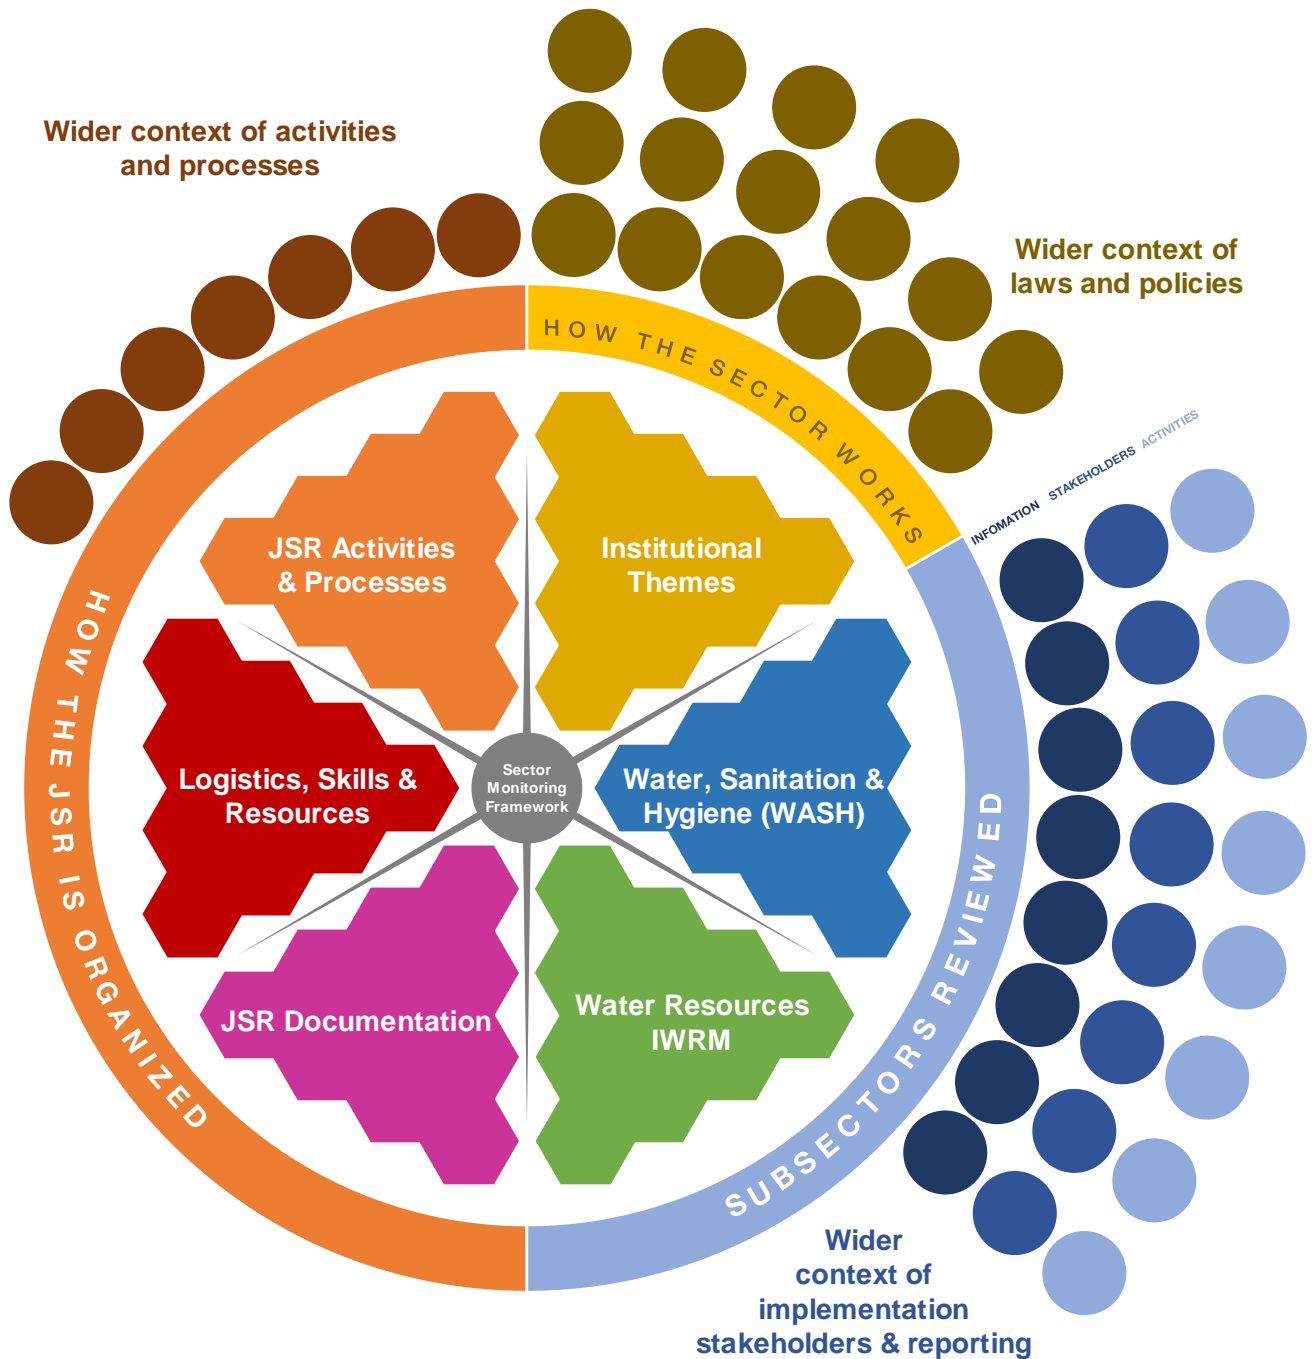 Wider context of activities
and processes
Wider context of
laws and policies
HOW THE SECTOR WORKS
INFOMATION STAKEHOLDERS ACTIVITIES
JSR Activities
& Processes
Institutional
Themes
HOW THE JSR IS ORGANIZED
Logistics, Skills &
Resources
Sector
Monitoring
Framework
Water, Sanitation &
Hygiene (WASH)
SUBSECTORS REVIEWED
JSR Documentation
Water Resources
IWRM
Wider
context of
implementation
stakeholders & reporting